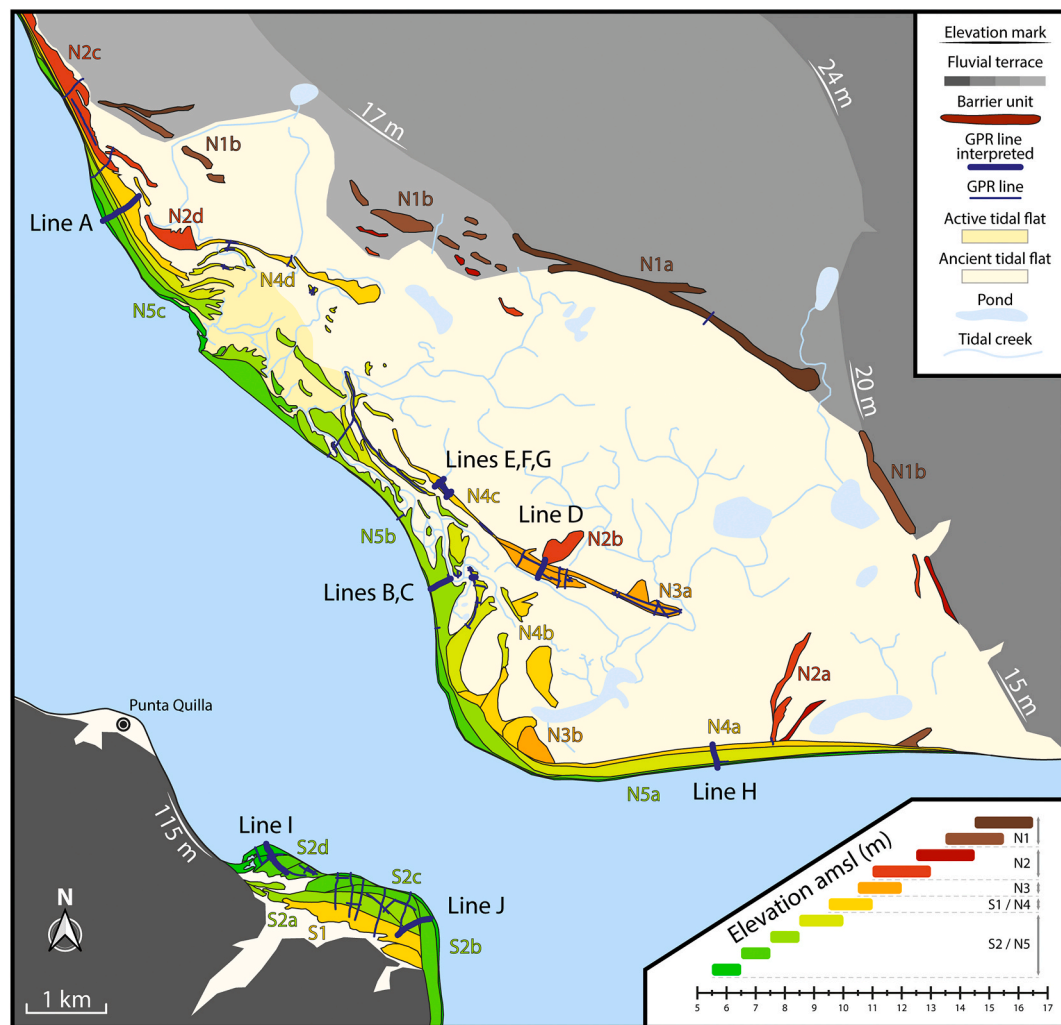 N2c
24 m
17 m
N1b
N1b
Line A
N2d
N1a
N4d
N5c
20 m
Lines E,F,G
N4c
N1b
Line D
N5b
N2b
Lines B,C
N3a
N4b
N2a
15 m
Punta Quilla
N3b
N4a
N5a
Line H
115 m
Line I
S2d
S2c
Line J
S2a
S1
S2b
N
1 km
Elevation mark
Fluvial terrace
Barrier unit
GPR line
interpreted
GPR line
Active tidal flat
Ancient tidal flat
Pond
Tidal creek
Elevation amsl (m)
N1
N2
N3
S1 / N4
S2 / N5
5 6 7 8 9 10 11 12 13 14 15 16 17